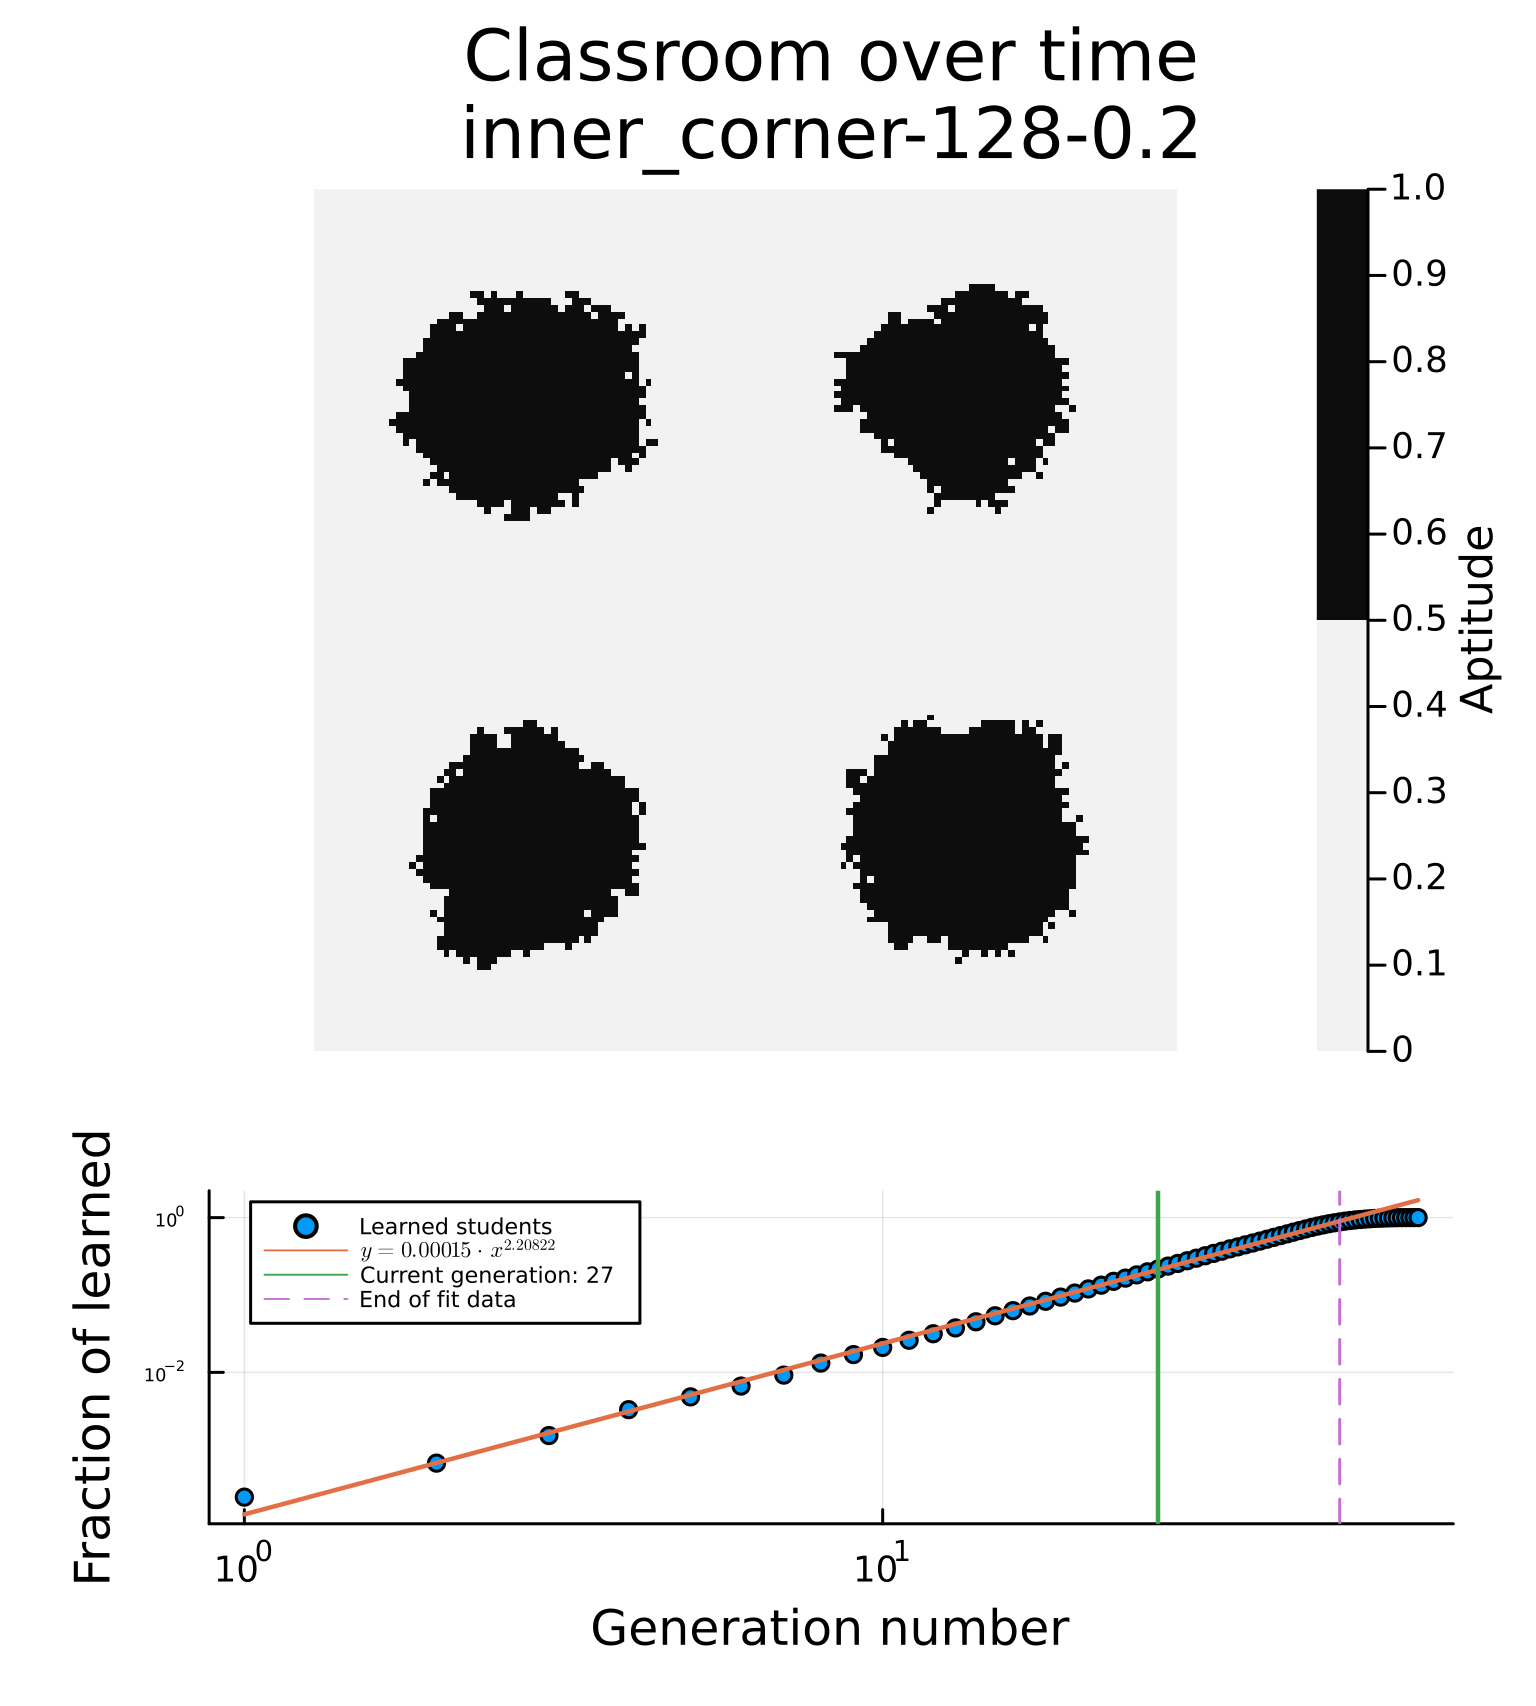 Classroom over time
inner_corner-128-0.2
1.0
0.9
0.8
0.7
0.6
0.5
0.4
0.3
0.2
0.1
0
Aptitude
Fraction of learned
10^0
10^-2
Learned students
y = 0.00015 · x^2.20822
Current generation: 27
End of fit data
10^0
10^1
Generation number